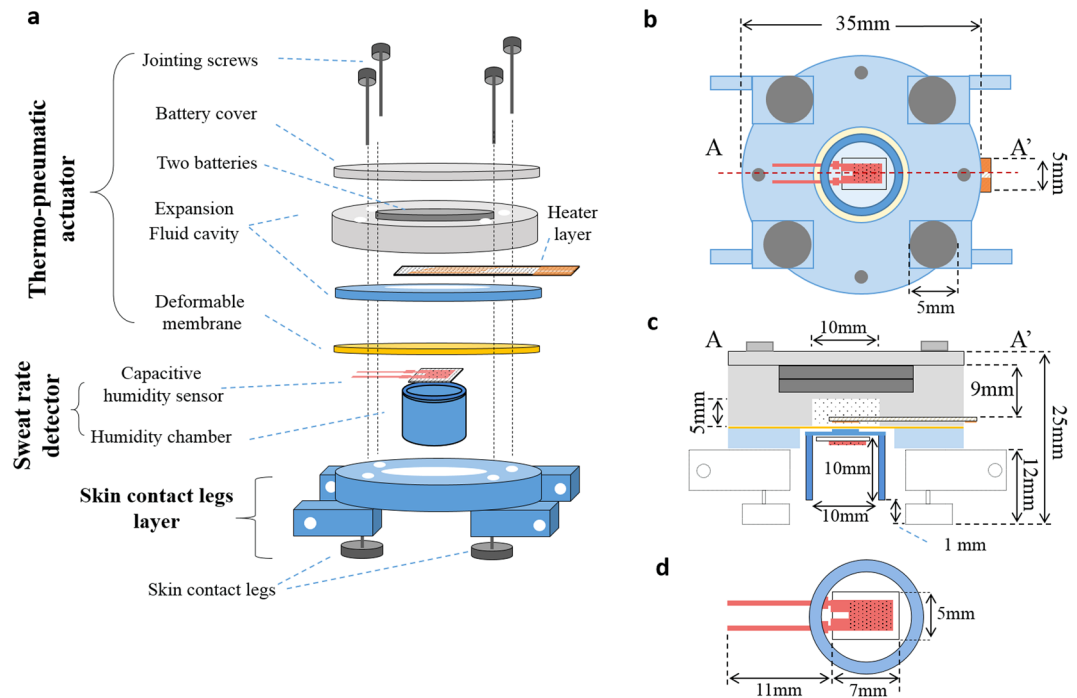 a
Jointing screws
Battery cover
Two batteries
Expansion
Fluid cavity
Heater
layer
Deformable
membrane
Thermo-pneumatic
actuator
Capacitive
humidity sensor
Humidity chamber
Sweat rate
detector
Skin contact legs
layer
Skin contact legs
b
35mm
A
A'
5mm
5mm
c
A
A'
10mm
9mm
5mm
25mm
12mm
10mm
10mm
1 mm
d
5mm
11mm
7mm